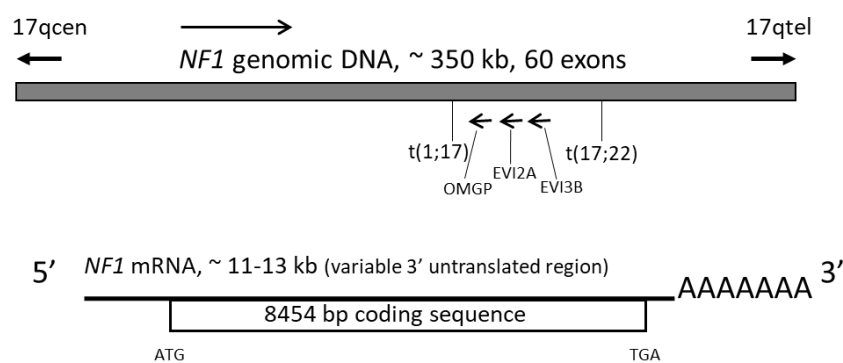 17qcen
17qtel
NF1 genomic DNA, ~ 350 kb, 60 exons
t(1;17)
t(17;22)
OMGP
EVI2A
EVI3B
5’
NF1 mRNA, ~ 11-13 kb (variable 3’ untranslated region)
AAAAAAA
3’
8454 bp coding sequence
ATG
TGA